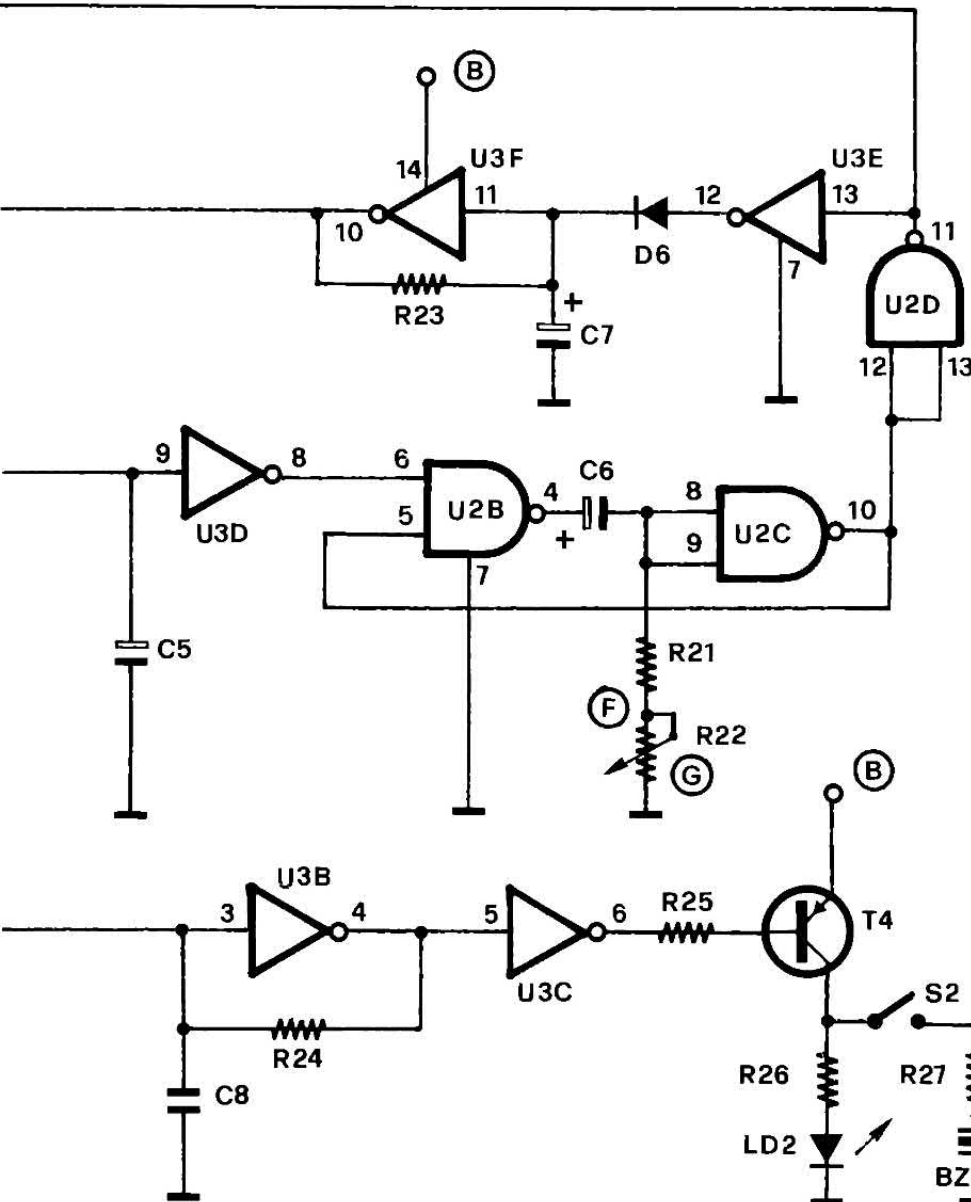 B
14
U3F
11
10
12
U3E
13
11
D6
7
R23
+
C7
U2D
12
13
9
8
U3D
6
5
U2B
4
C6
+
7
8
9
U2C
10
C5
R21
F
R22
G
B
U3B
3
4
5
6
U3C
R25
T4
R24
C8
S2
R26
R27
LD2
BZ